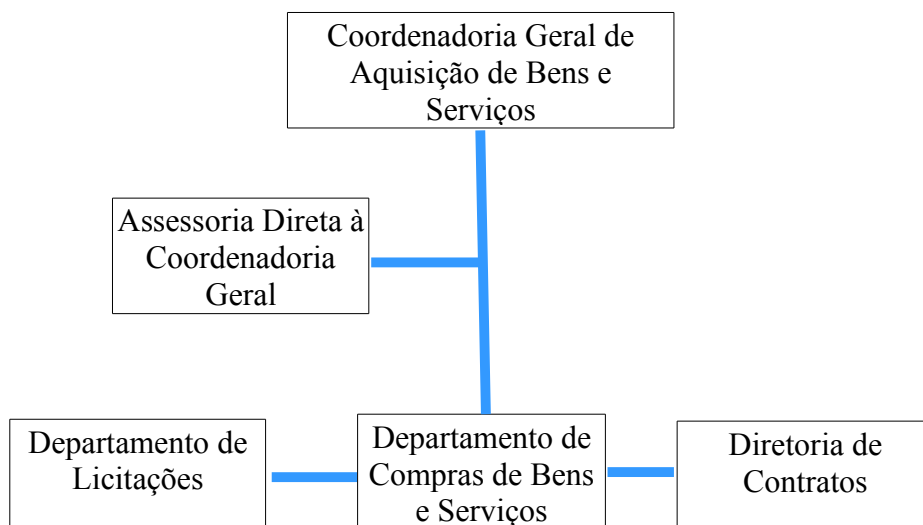 Coordenadoria Geral de
Aquisição de Bens e
Serviços
Assessoria Direta à
Coordenadoria
Geral
Departamento de
Licitações
Departamento de
Compras de Bens
e Serviços
Diretoria de
Contratos